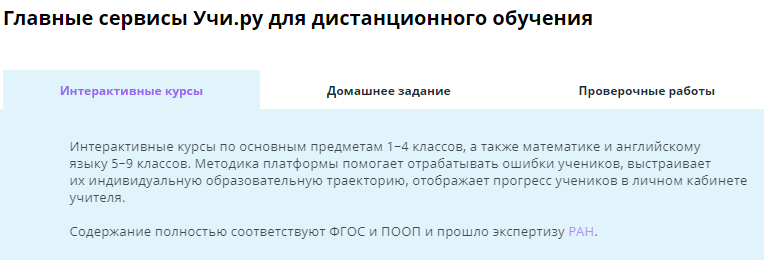 Главные сервисы Учи.ру для дистанционного обучения
Интерактивные курсы
Домашнее задание
Проверочные работы
Интерактивные курсы по основным предметам 1−4 классов, а также математике и английскому
языку 5−9 классов. Методика платформы помогает отрабатывать ошибки учеников, выстраивает
их индивидуальную образовательную траекторию, отображает прогресс учеников в личном кабинете
учителя.
Содержание полностью соответствуют ФГОС и ПООП и прошло экспертизу РАН.